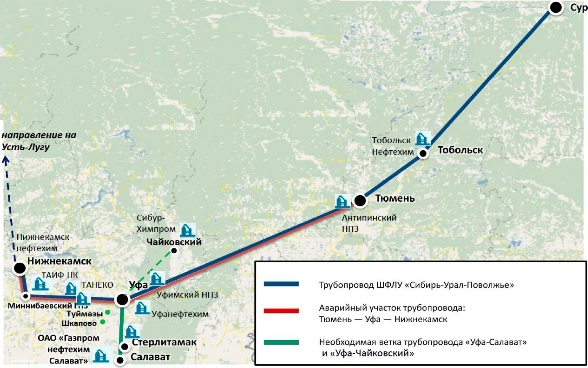 Сур
направление на
Усть-Лугу
Тобольск
Нефтехим
Тобольск
Тюмень
Антипинский
НПЗ
Сибур-
Химпром
Чайковский
Нижнекамск-
нефтехим
Нижнекамск
ТАИФ НК
ТАНЕКО
Миннибаевский ГПЗ
Уфа
Уфимский НПЗ
Уфанефтехим
Туймазы
Шкапово
ОАО «Газпром
нефтехим
Салават»
Стерлитамак
Салават
Трубопровод ШФЛУ «Сибирь-Урал-Поволжье»
Аварийный участок трубопровода:
Тюмень — Уфа — Нижнекамск
Необходимая ветка трубопровода «Уфа-Салават»
и «Уфа-Чайковский»